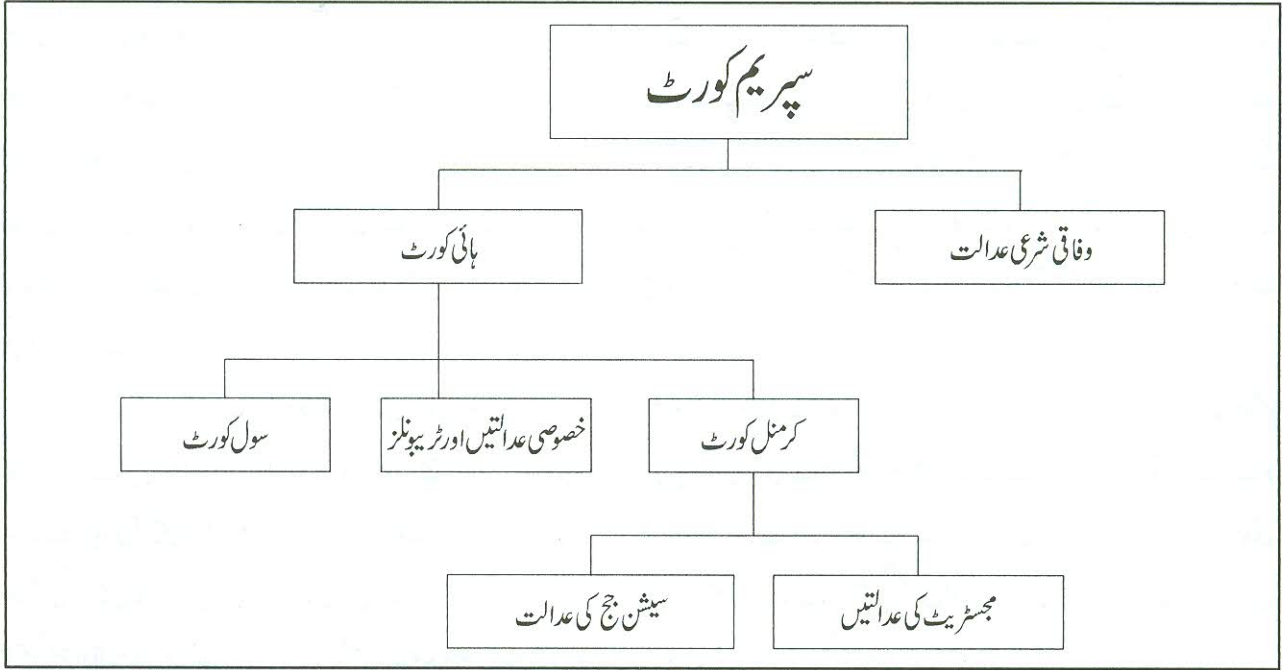 سپریم کورٹ
وفاقی شرعی عدالت
ہائی کورٹ
کرمنل کورٹ
خصوصی عدالتیں اور ٹریبونلز
سول کورٹ
مجسٹریٹ کی عدالتیں
سیشن جج کی عدالت